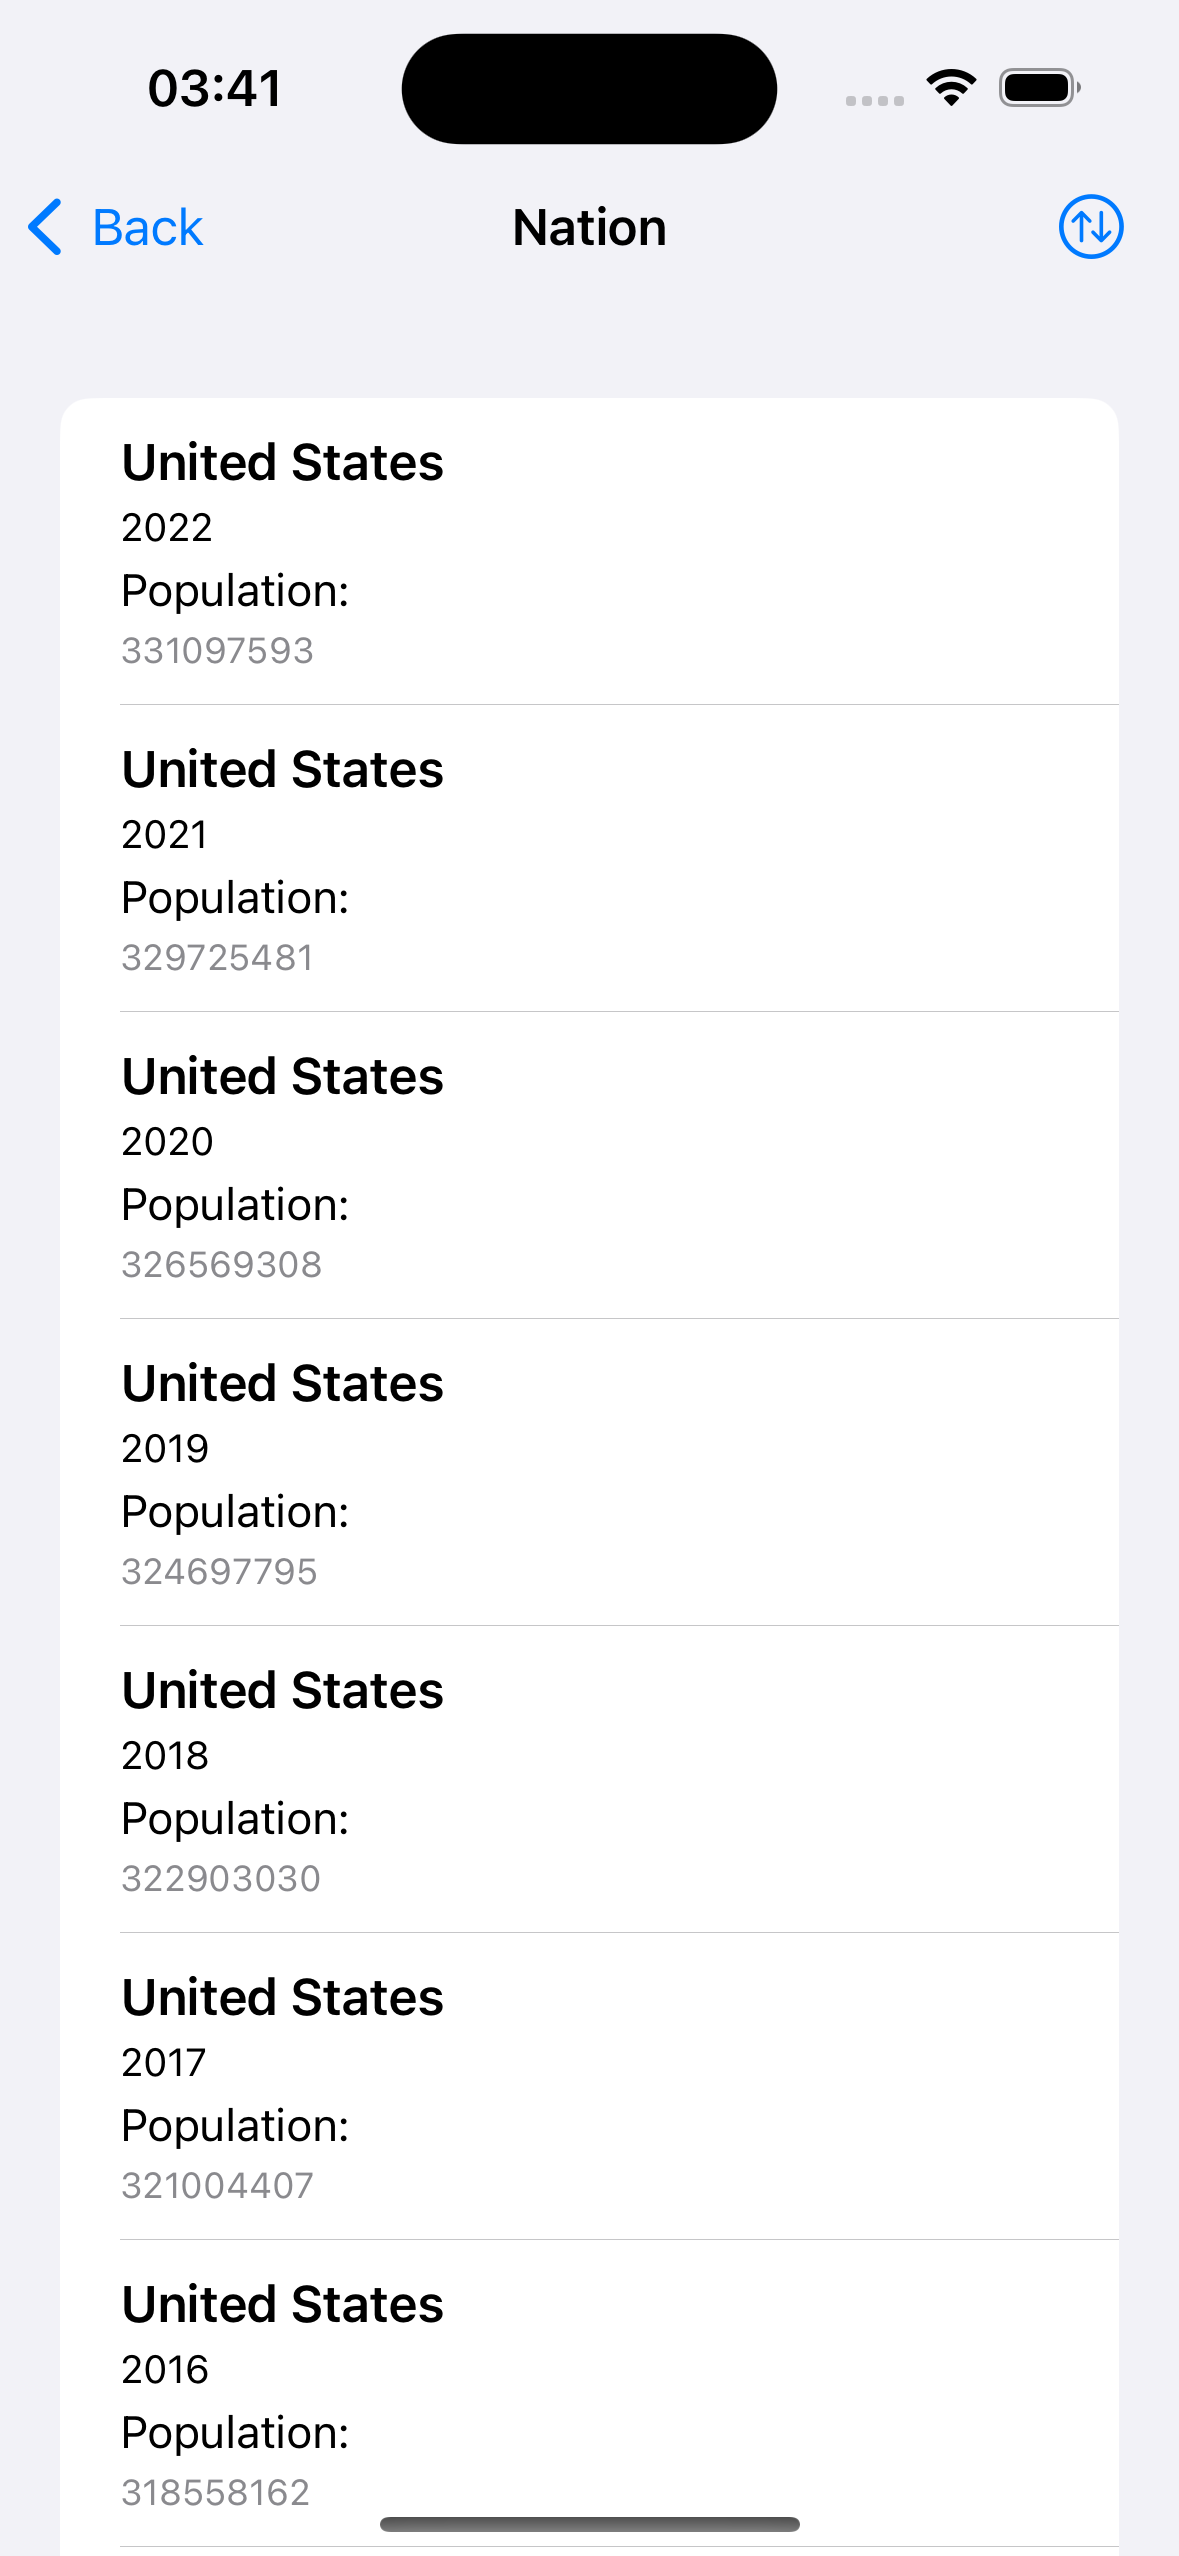 03:41
Back
Nation
United States
2022
Population:
331097593
United States
2021
Population:
329725481
United States
2020
Population:
326569308
United States
2019
Population:
324697795
United States
2018
Population:
322903030
United States
2017
Population:
321004407
United States
2016
Population:
318558162